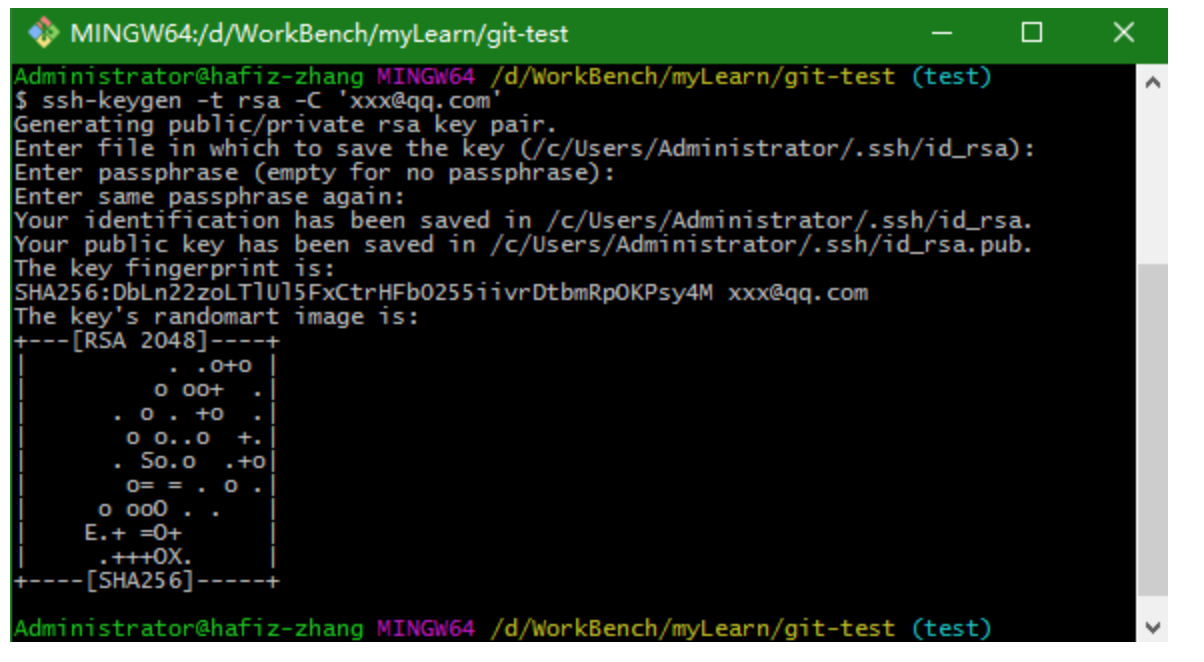 MINGW64:/d/WorkBench/myLearn/git-test
Administrator@hafiz-zhang MINGW64 /d/WorkBench/myLearn/git-test (test)
$ ssh-keygen -t rsa -C 'xxx@qq.com'
Generating public/private rsa key pair.
Enter file in which to save the key (/c/Users/Administrator/.ssh/id_rsa):
Enter passphrase (empty for no passphrase):
Enter same passphrase again:
Your identification has been saved in /c/Users/Administrator/.ssh/id_rsa.
Your public key has been saved in /c/Users/Administrator/.ssh/id_rsa.pub.
The key fingerprint is:
SHA256:DbLn22zoLTlUl5FxCtrHFbO255iivrDtbmRpOKPsy4M xxx@qq.com
The key's randomart image is:
+---[RSA 2048]----+
|           . .o+o |
|          o oo+  .|
|       . o . +o  .|
|        o o..o  +.|
|       . So.o  .+o|
|        o= = . o .|
|      o ooO . .   |
|     E.+ =O+      |
|      .+++OX.     |
+----[SHA256]-----+
Administrator@hafiz-zhang MINGW64 /d/WorkBench/myLearn/git-test (test)